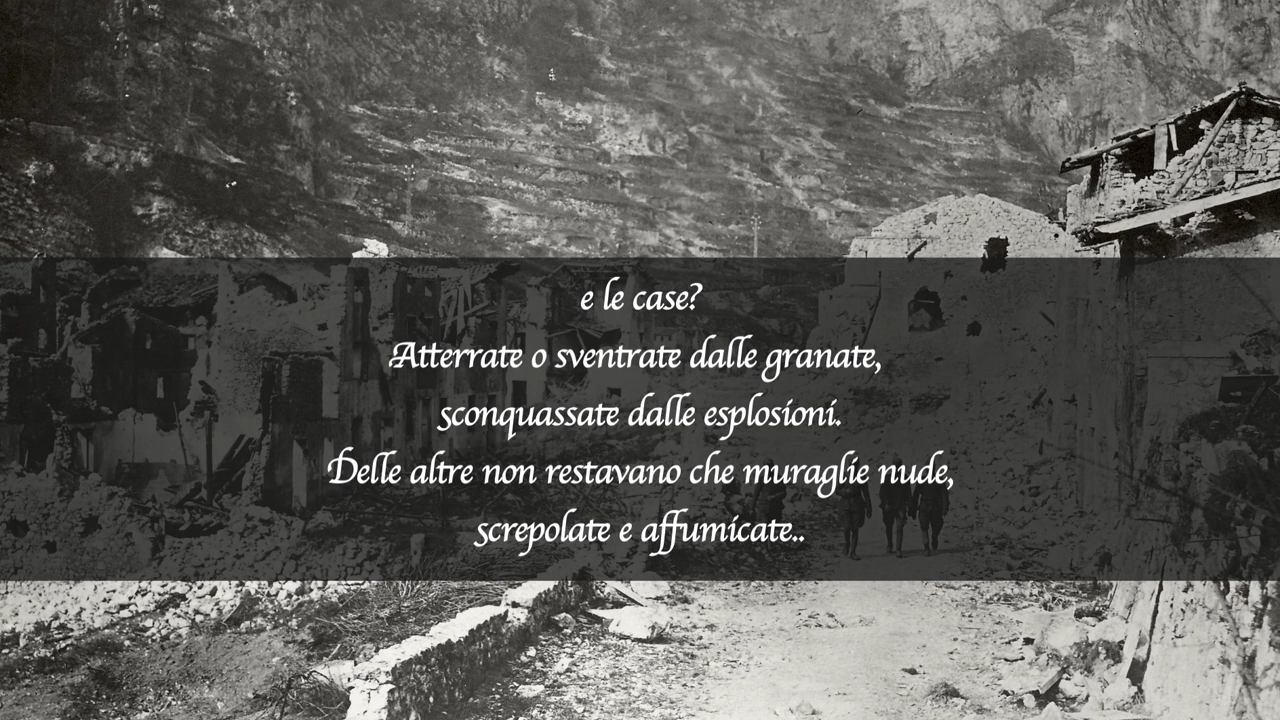 e le case?
Atterrate o sventrate dalle granate,
sconquassate dalle esplosioni.
Delle altre non restavano che muraglie nude,
screpolate e affumicate..